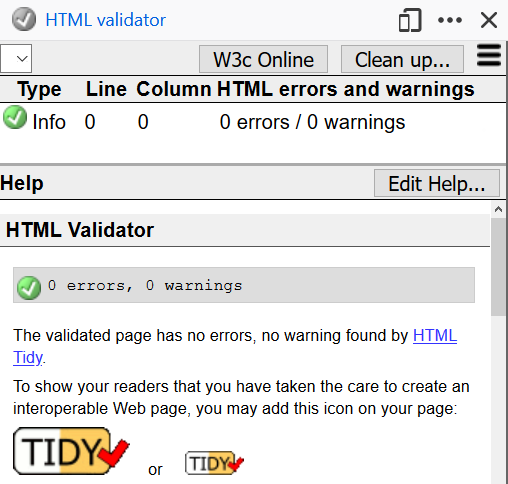 HTML validator
W3c Online
Clean up...
Type Line Column HTML errors and warnings
Info 0 0 0 errors / 0 warnings
Help
Edit Help...
HTML Validator
0 errors, 0 warnings
The validated page has no errors, no warning found by HTML
Tidy.
To show your readers that you have taken the care to create an
interoperable Web page, you may add this icon on your page:
TIDY or TIDY